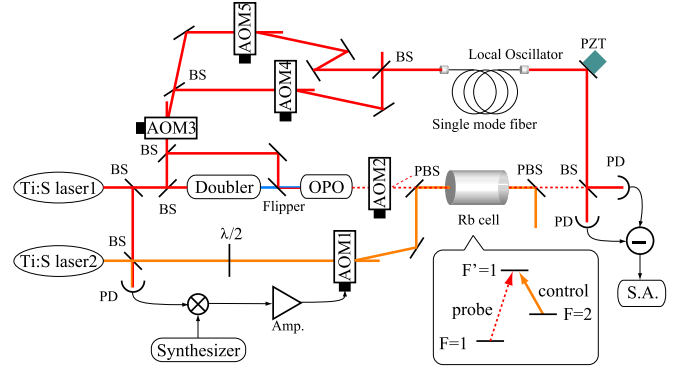 AOM5
BS
Local Oscillator
PZT
BS
AOM4
Single mode fiber
AOM3
BS
BS
AOM2
PBS
PBS
BS
PD
Ti:S laser1
Doubler
OPO
BS
Flipper
Rb cell
PD
BS
λ/2
AOM1
Ti:S laser2
PD
Amp.
F'=1
S.A.
control
probe
F=2
F=1
Synthesizer